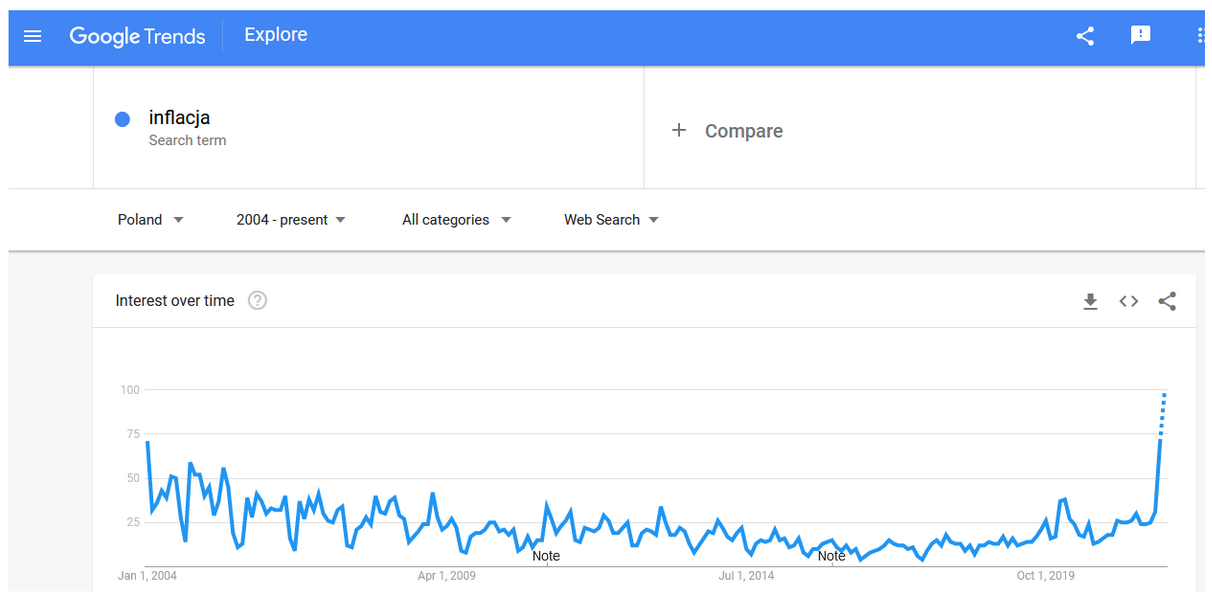 Google Trends Explore
inflacja
Search term
+ Compare
Poland 2004 - present All categories Web Search
Interest over time ?
100
75
50
25
Note Note
Jan 1, 2004 Apr 1, 2009 Jul 1, 2014 Oct 1, 2019